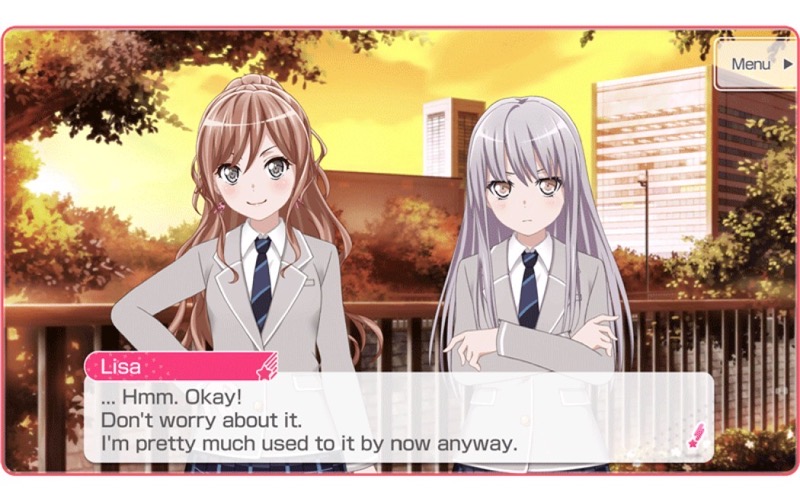 Menu
Lisa
... Hmm. Okay!
Don't worry about it.
I'm pretty much used to it by now anyway.